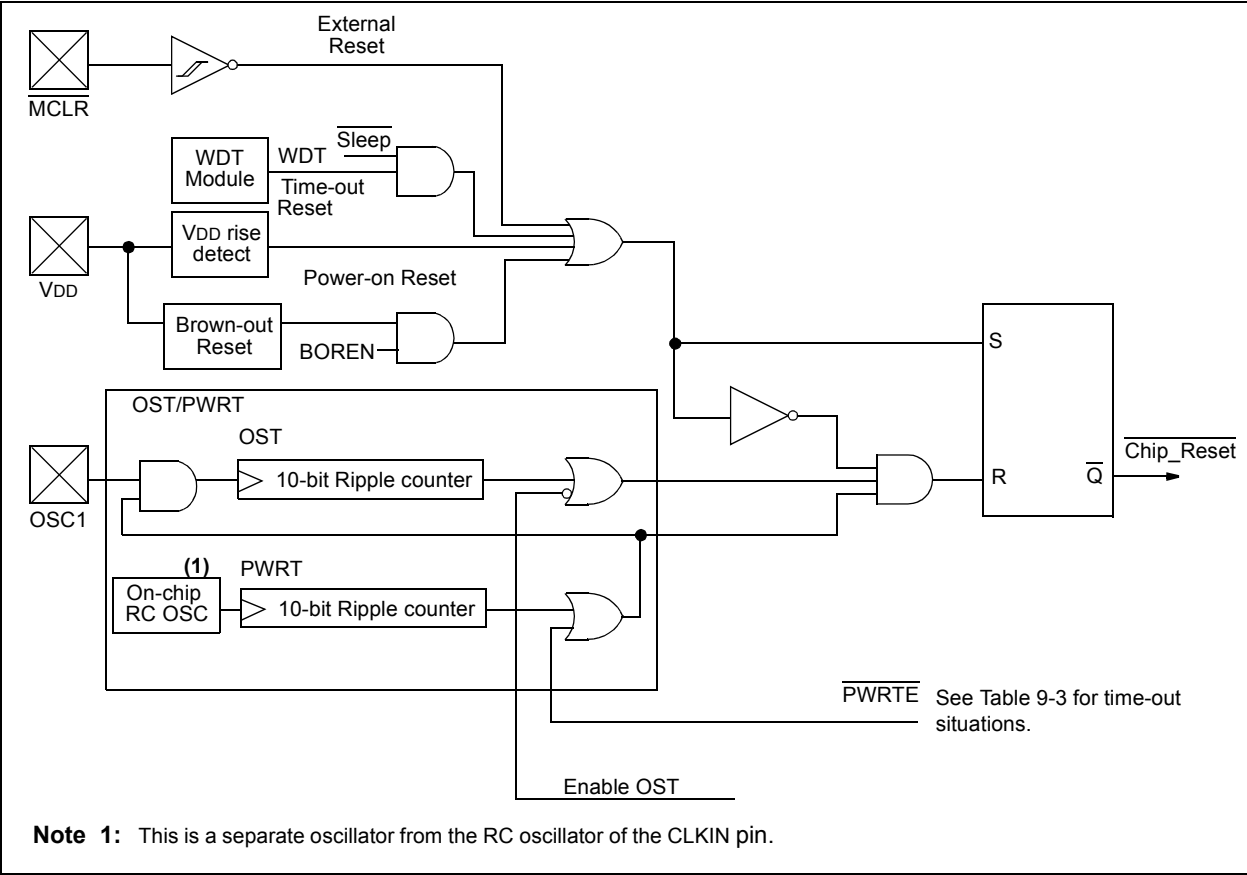 External
Reset
MCLR
Sleep
WDT
Module
WDT
Time-out
Reset
VDD
VDD rise
detect
Power-on Reset
Brown-out
Reset
BOREN
S
OST/PWRT
OST
10-bit Ripple counter
OSC1
R
Q
Chip_Reset
(1)
PWRT
On-chip
RC OSC
10-bit Ripple counter
PWRTE
See Table 9-3 for time-out
situations.
Enable OST
Note 1: This is a separate oscillator from the RC oscillator of the CLKIN pin.